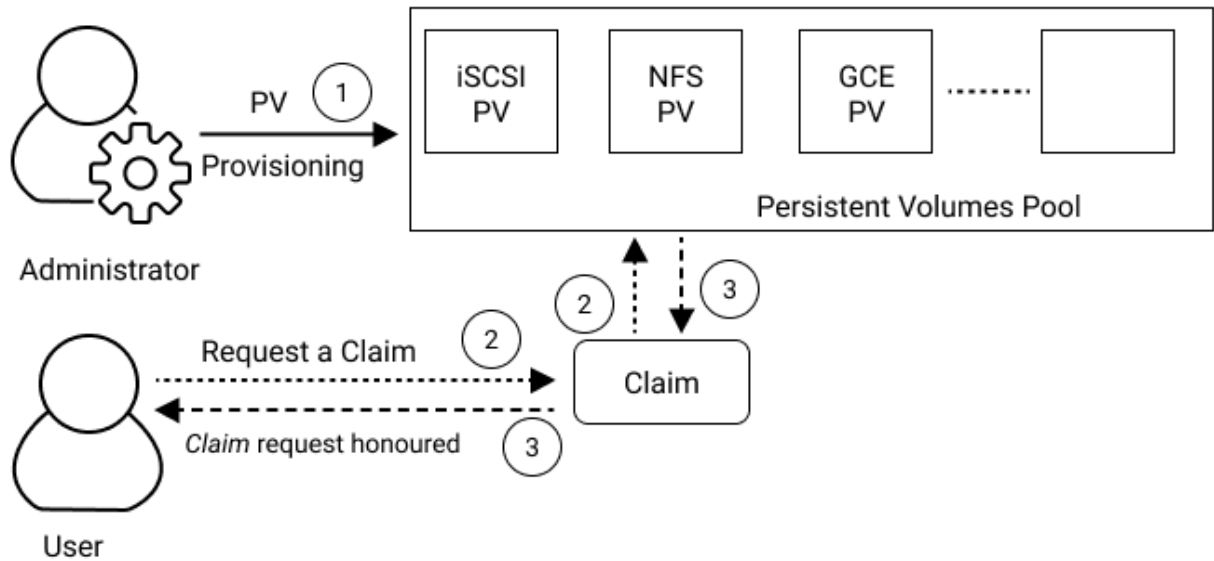 PV
1
Provisioning
Administrator
iSCSI
PV
NFS
PV
GCE
PV
Persistent Volumes Pool
2
3
Request a Claim
2
Claim
Claim request honoured
3
User